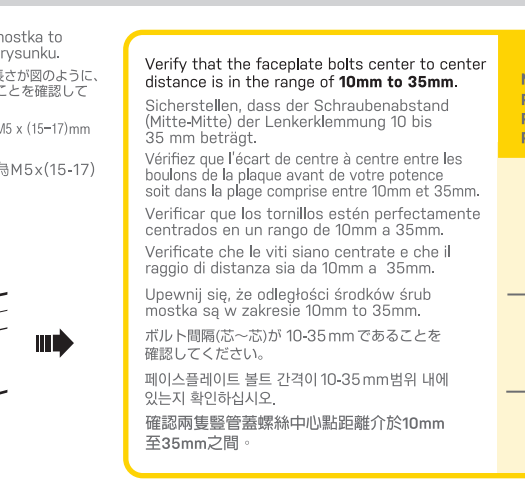 nostka to
rysunku.
長さが図のように、
ことを確認して
M5 x (15–17)mm
M5x(15-17)
Verify that the faceplate bolts center to center
distance is in the range of 10mm to 35mm.
Sicherstellen, dass der Schraubenabstand
(Mitte-Mitte) der Lenkerklemmung 10 bis
35 mm beträgt.
Vérifiez que l'écart de centre à centre entre les
boulons de la plaque avant de votre potence
soit dans la plage comprise entre 10mm et 35mm.
Verificar que los tornillos estén perfectamente
centrados en un rango de 10mm a 35mm.
Verificate che le viti siano centrate e che il
raggio di distanza sia da 10mm a 35mm.
Upewnij się, że odległości środków śrub
mostka są w zakresie 10mm to 35mm.
ボルト間隔(芯～芯)が 10-35mmであることを
確認してください。
페이스플레이트 볼트 간격이 10-35mm범위 내에
있는지 확인하십시오.
確認兩隻豎管蓋螺絲中心點距離介於10mm
至35mm之間。